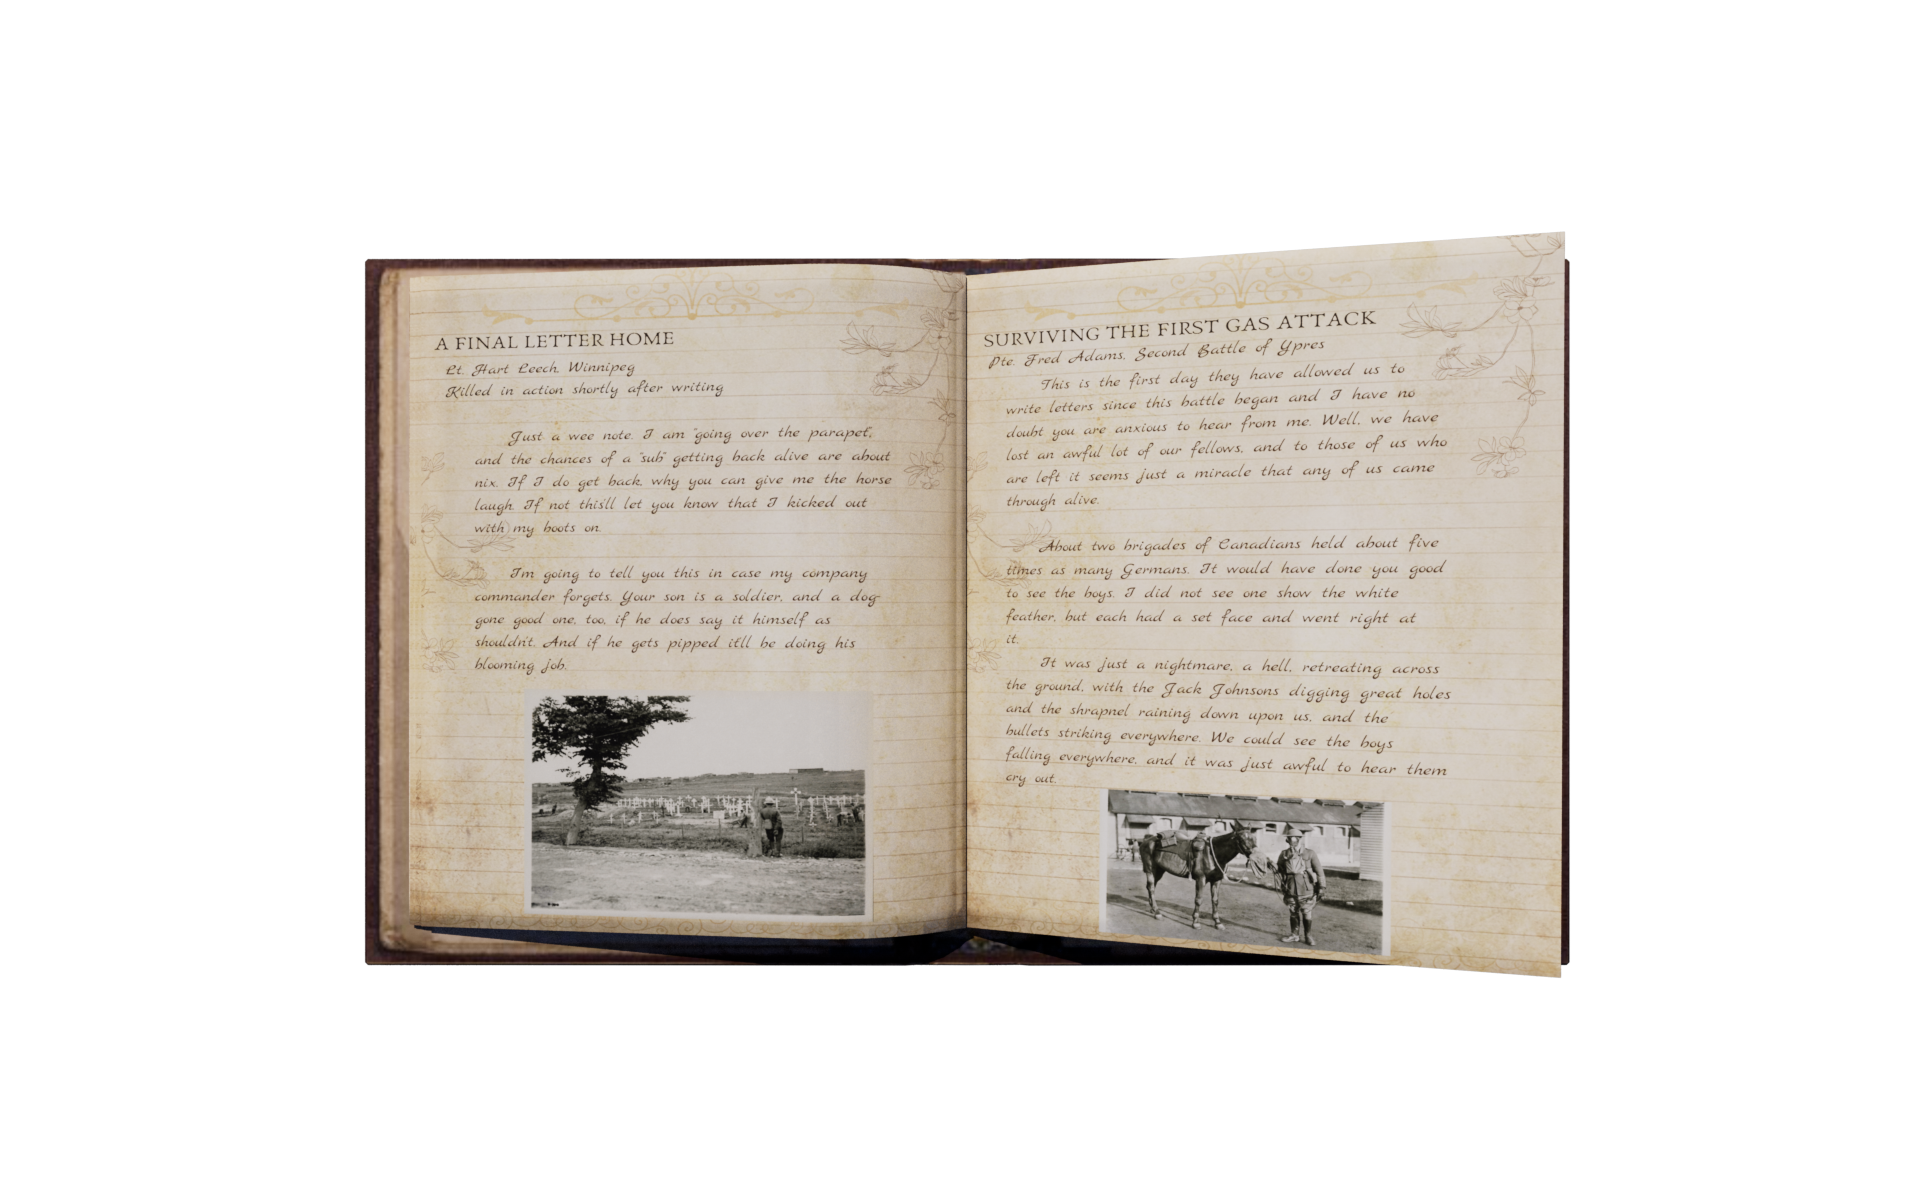 A FINAL LETTER HOME
Lt. Hart Leech, Winnipeg
Killed in action shortly after writing
Just a wee note. I am "going over the parapet",
and the chances of a "sub" getting back alive are about
nix. If I do get back, why you can give me the horse
laugh. If not this'll let you know that I kicked out
with my boots on.
I'm going to tell you this in case my company
commander forgets. Your son is a soldier, and a dog-
gone good one, too, if he does say it himself as
shouldn't. And if he gets pipped it'll be doing his
blooming job.
SURVIVING THE FIRST GAS ATTACK
Pte. Fred Adams, Second Battle of Ypres
This is the first day they have allowed us to
write letters since this battle began and I have no
doubt you are anxious to hear from me. Well, we have
lost an awful lot of our fellows, and to those of us who
are left it seems just a miracle that any of us came
through alive.
About two brigades of Canadians held about five
times as many Germans. It would have done you good
to see the boys. I did not see one show the white
feather, but each had a set face and went right at
it.
It was just a nightmare, a hell, retreating across
the ground, with the Jack Johnsons digging great holes
and the shrapnel raining down upon us, and the
bullets striking everywhere. We could see the boys
falling everywhere, and it was just awful to hear them
cry out.